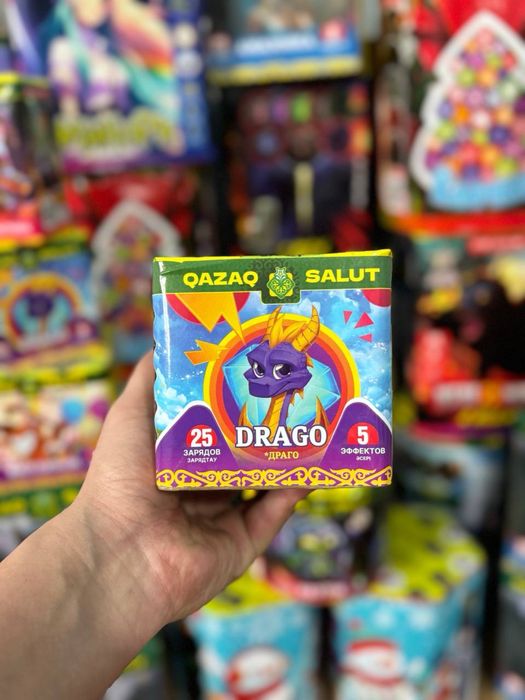 QAZAQ SALUT
DRAGO
*ДРАГО
25
ЗАРЯДОВ
ЗАРЯДТАУ
5
ЭФФЕКТОВ
ӘСЕРІ